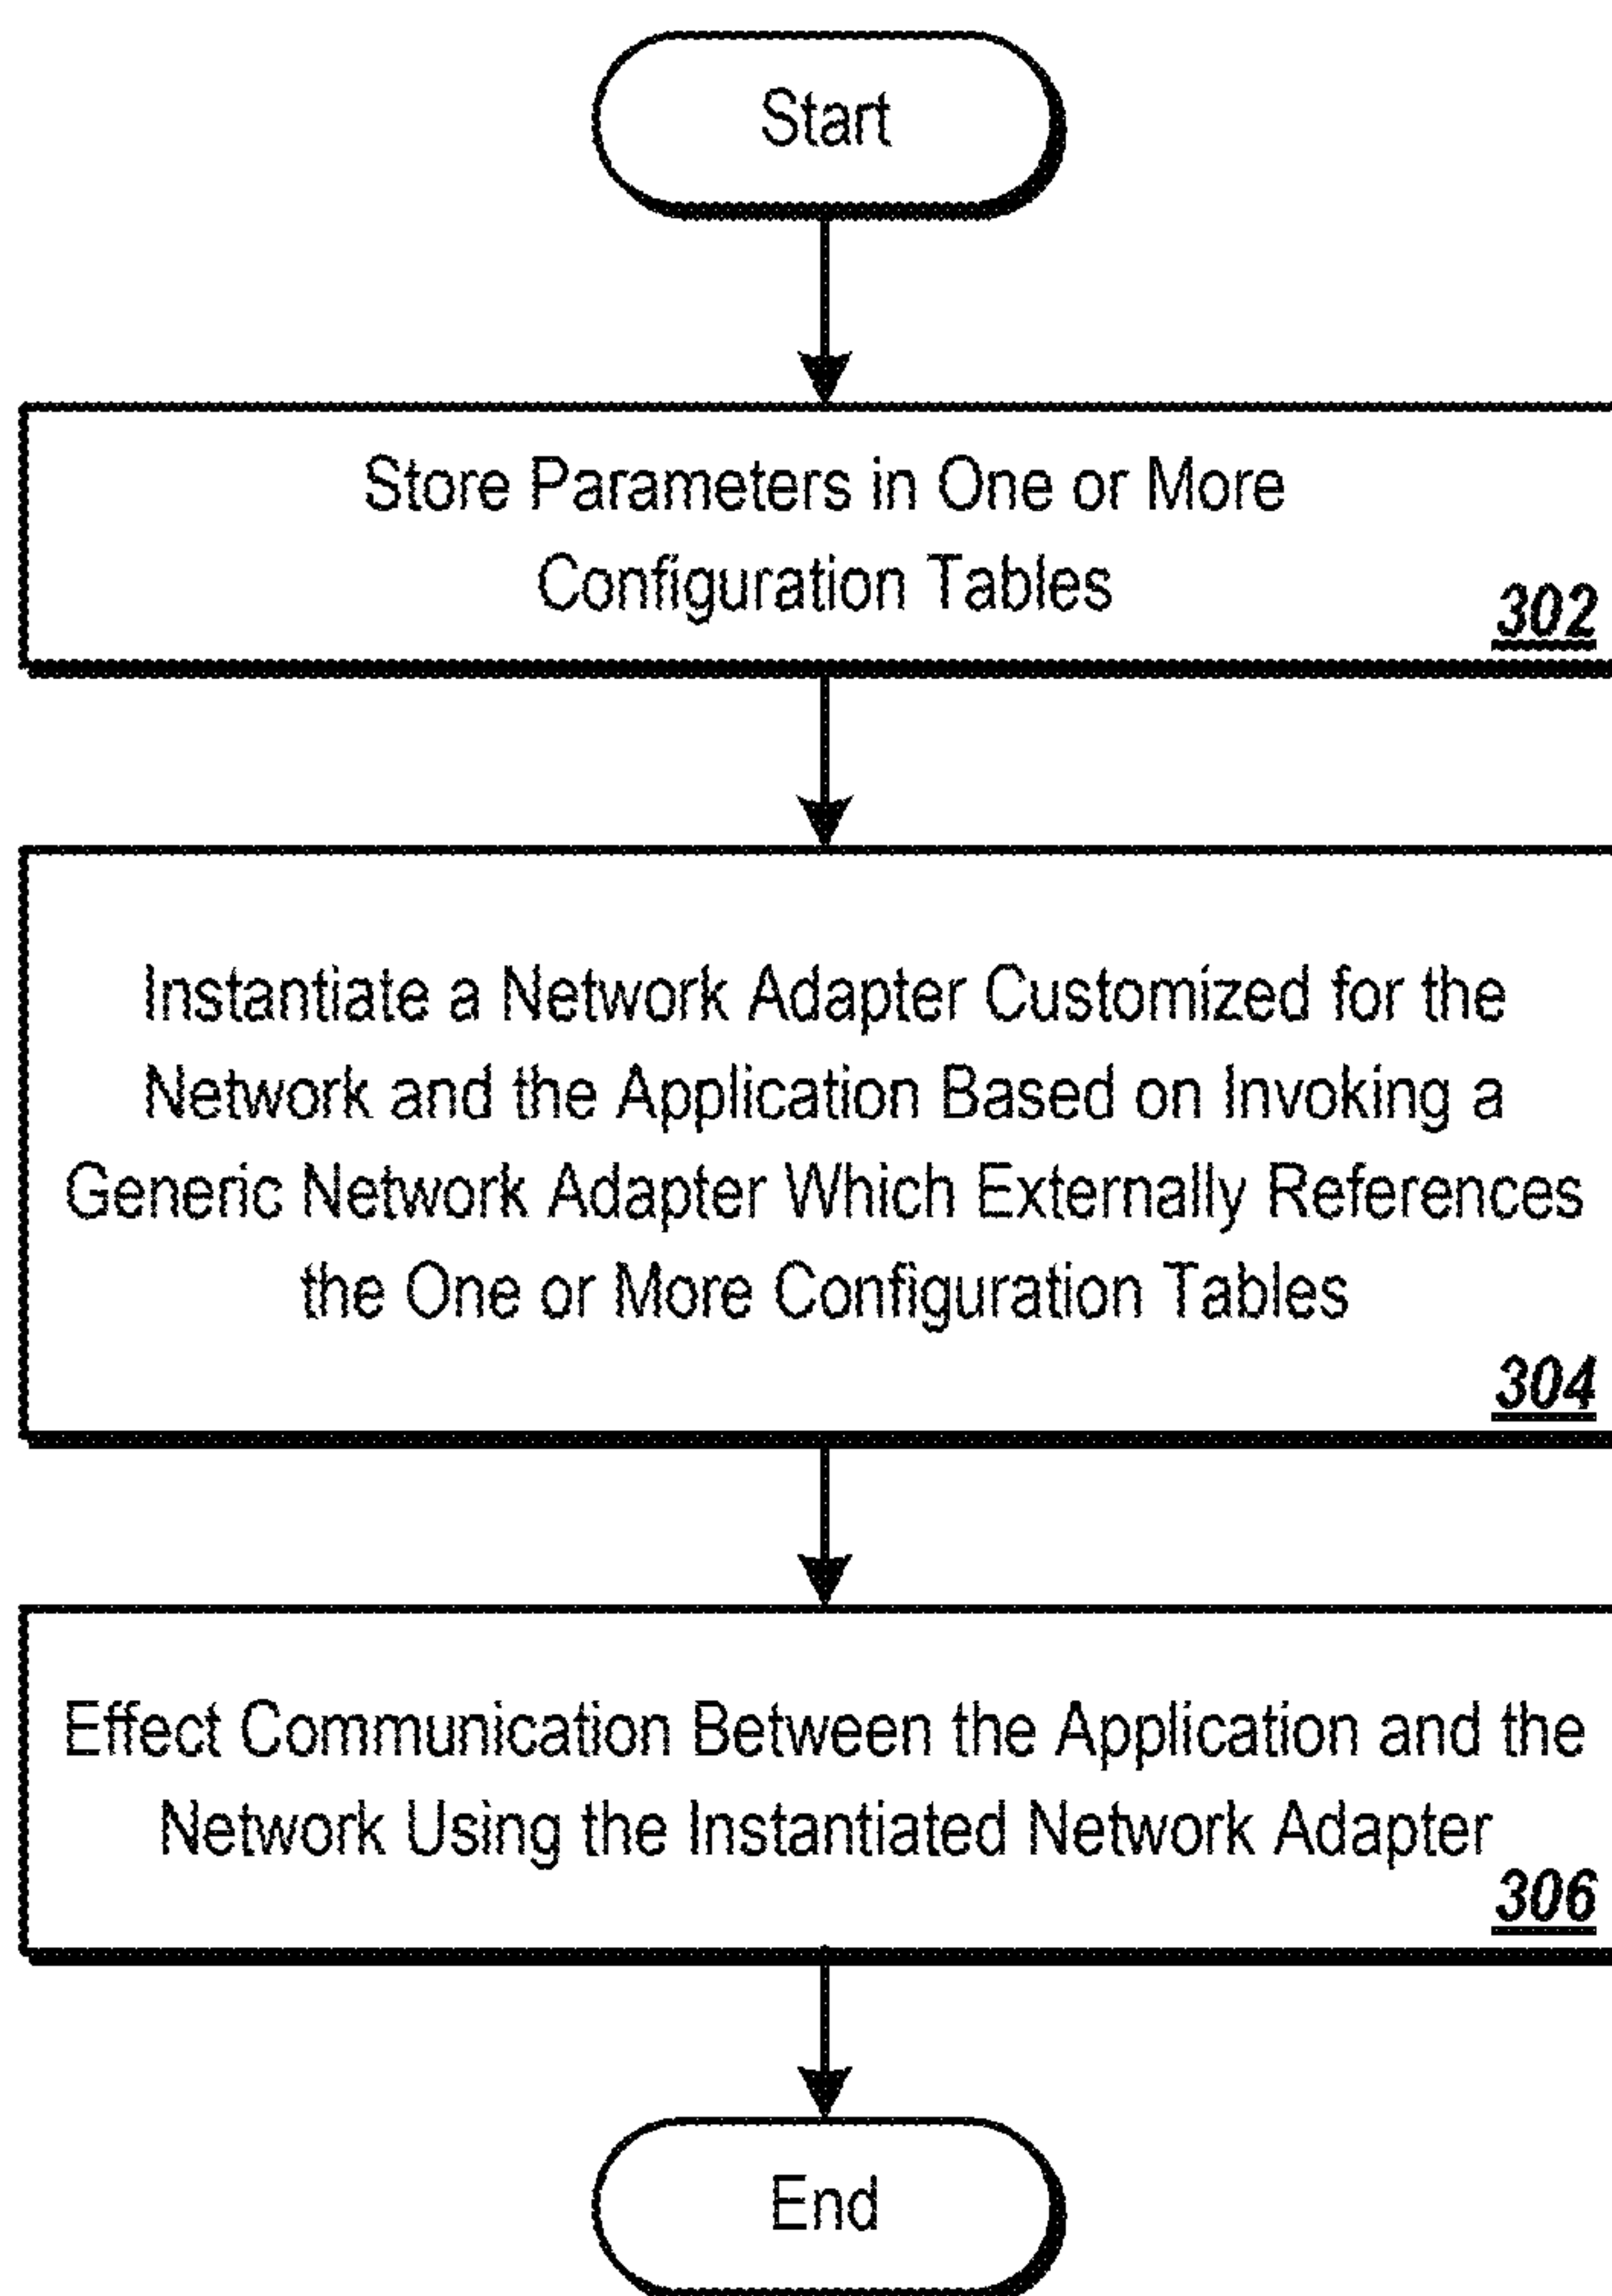 Start
Store Parameters in One or More
Configuration Tables
302
Instantiate a Network Adapter Customized for the
Network and the Application Based on Invoking a
Generic Network Adapter Which Externally References
the One or More Configuration Tables
304
Effect Communication Between the Application and the
Network Using the Instantiated Network Adapter
306
End